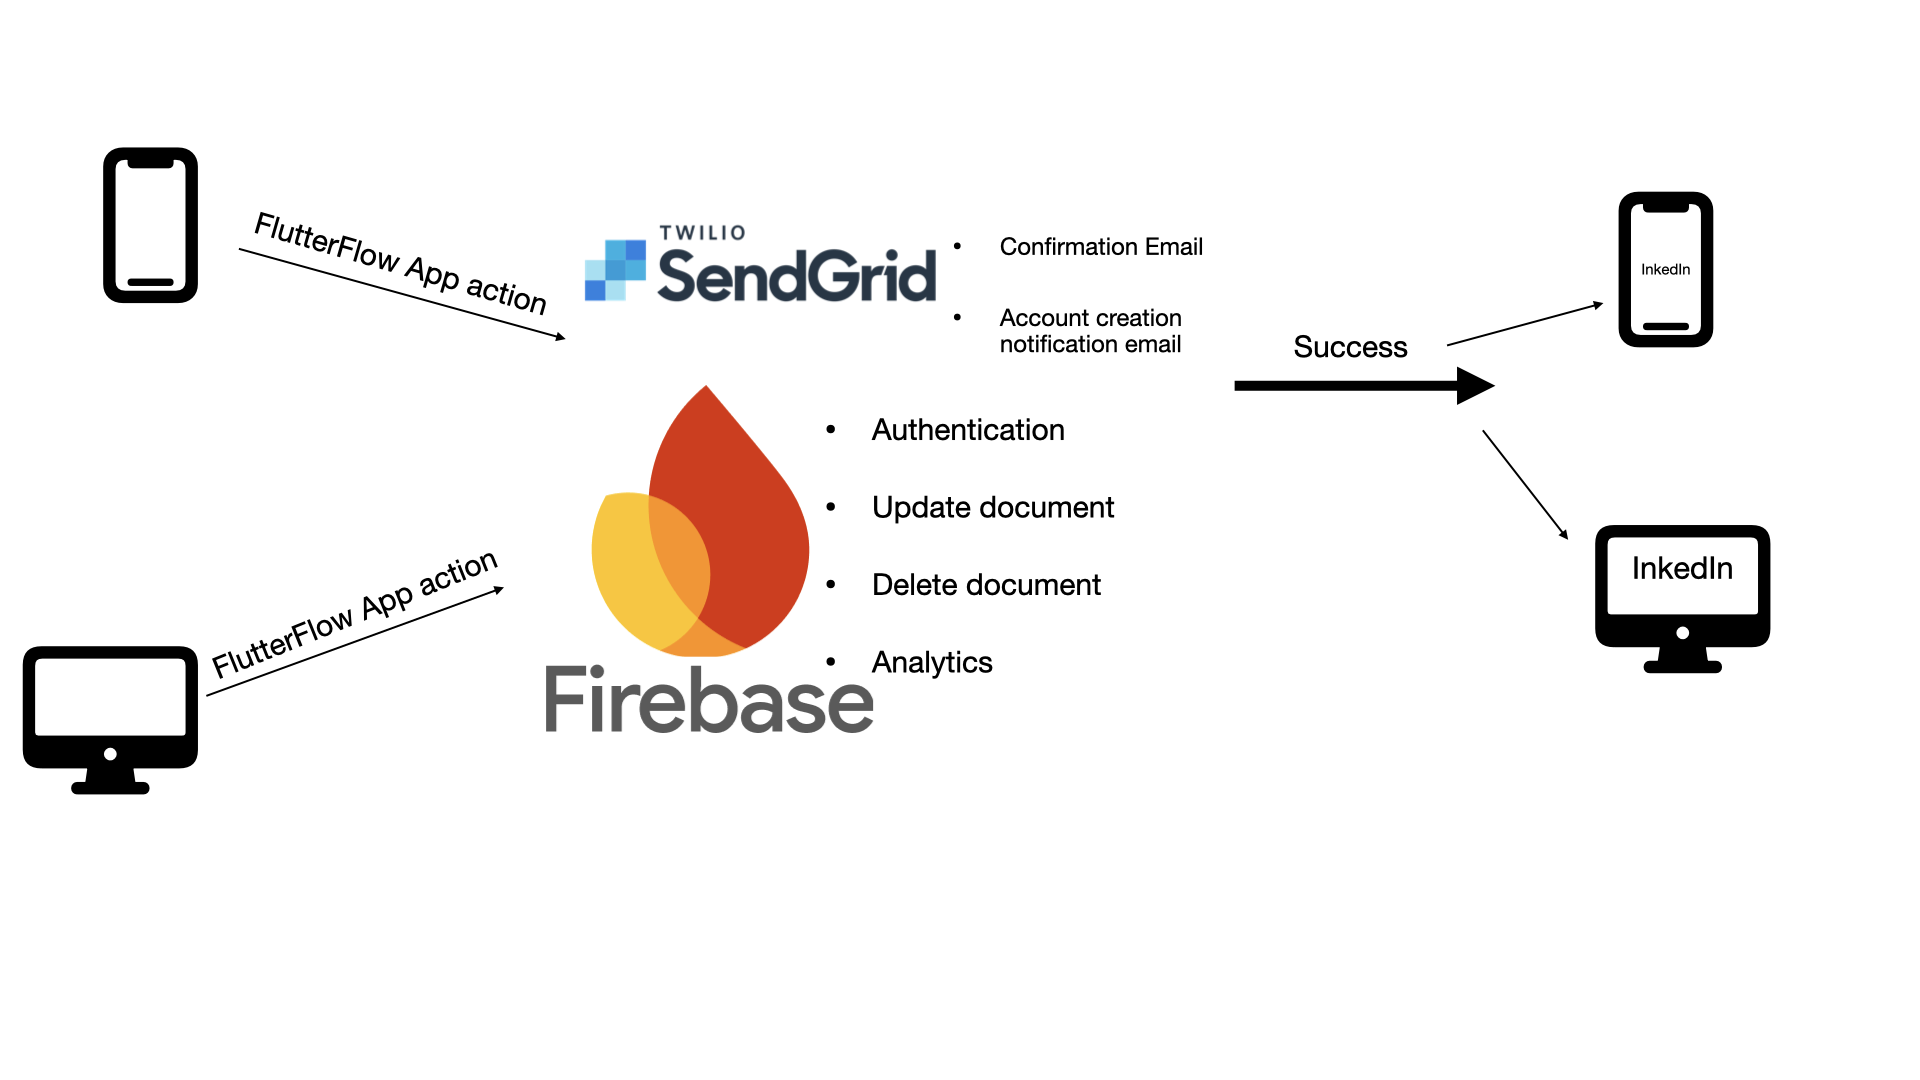 FlutterFlow App action
TWILIO
SendGrid
• Confirmation Email
• Account creation
notification email
Success
InkedIn
• Authentication
• Update document
• Delete document
• Analytics
Firebase
FlutterFlow App action
InkedIn